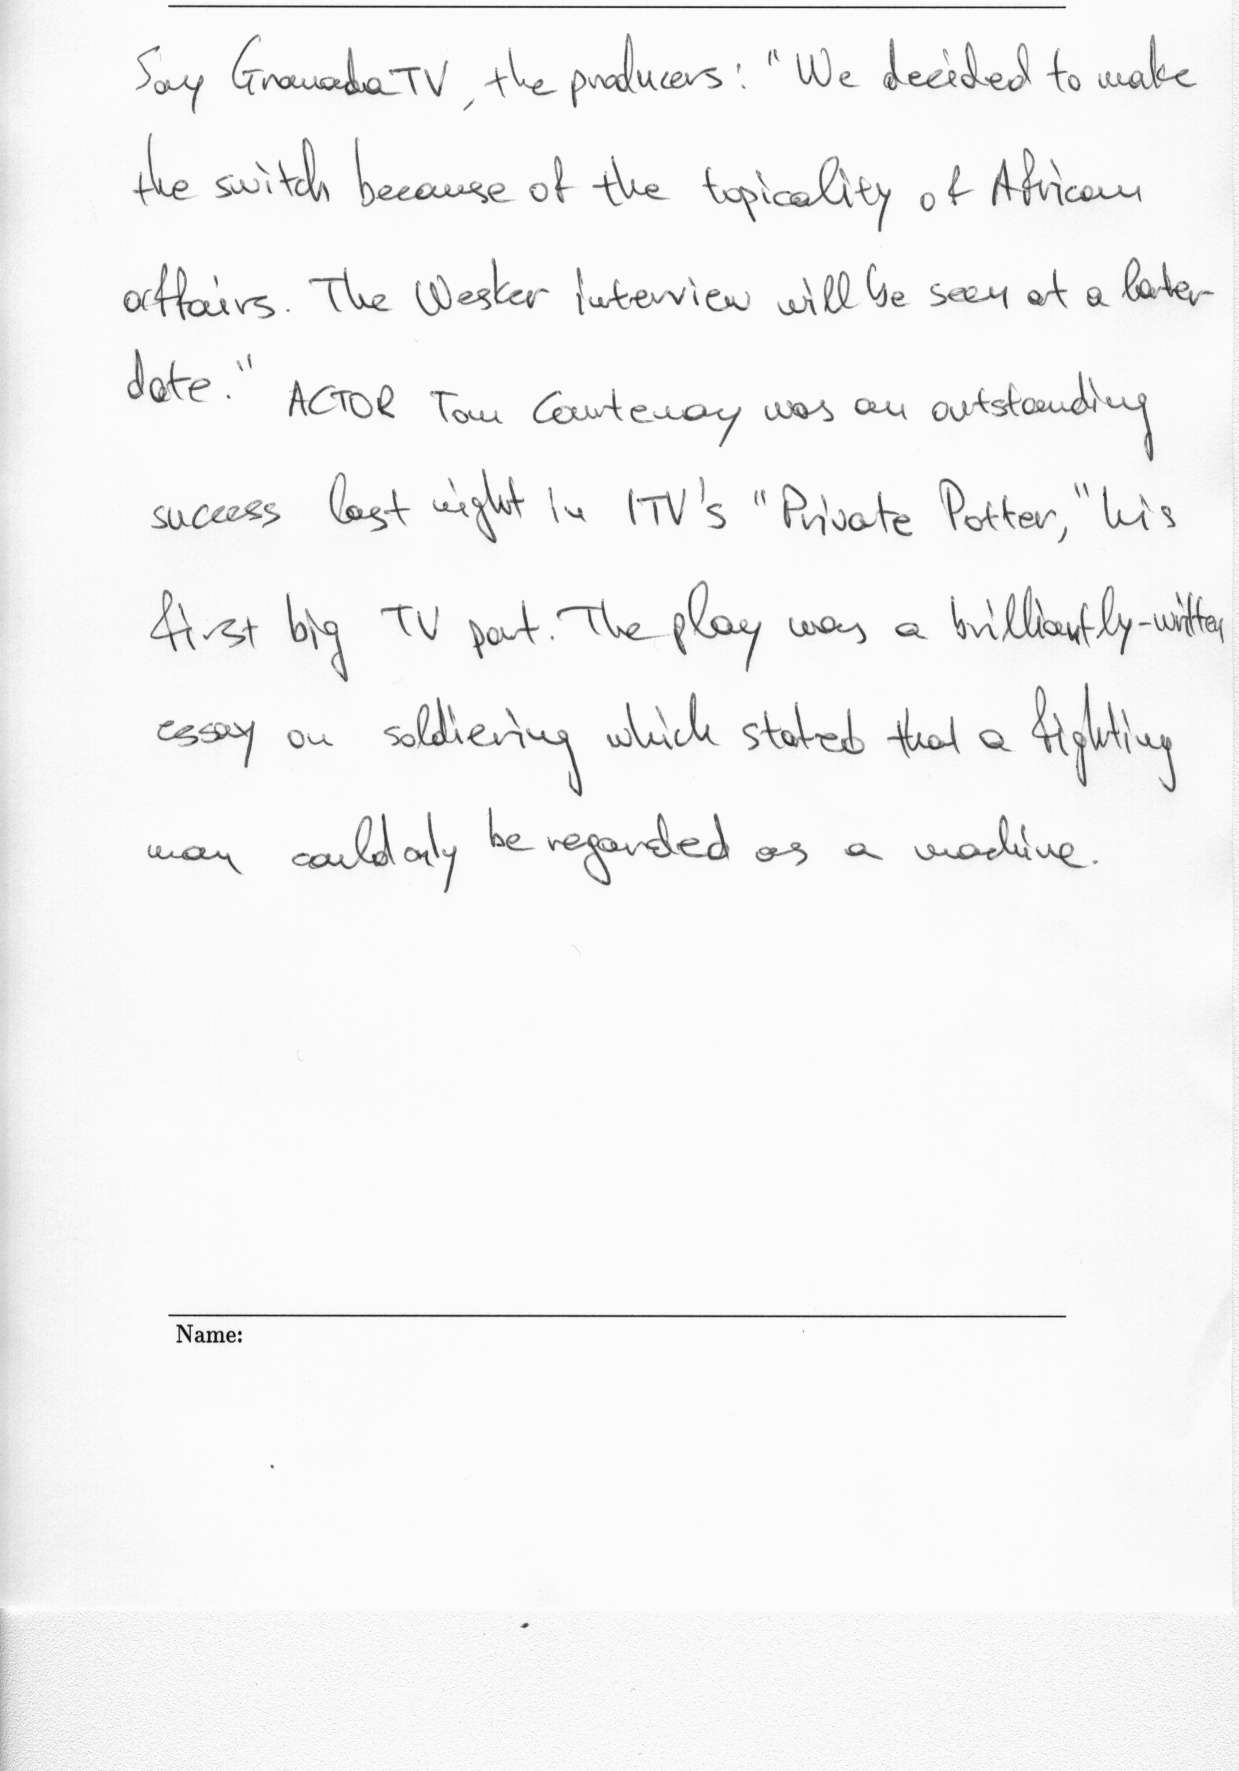 Say Granada TV, the producers: "We decided to make
the switch because of the topicality of African
affairs. The Wesker interview will be seen at a later
date." ACTOR Tom Courtenay was an outstanding
success last night in ITV's "Private Potter," his
first big TV part. The play was a brilliantly-written
essay on soldiering which stated that a fighting
man could only be regarded as a machine.
Name: